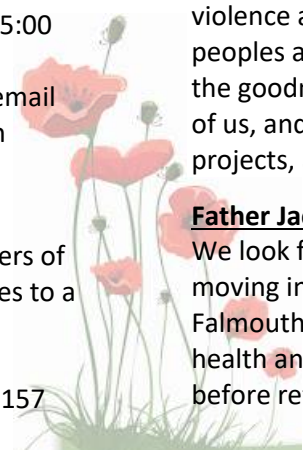 5:00
email
n
ers of
es to a
157
violence a
peoples a
the goodn
of us, and
projects,
Father Ja
We look f
moving in
Falmouth
health an
before re